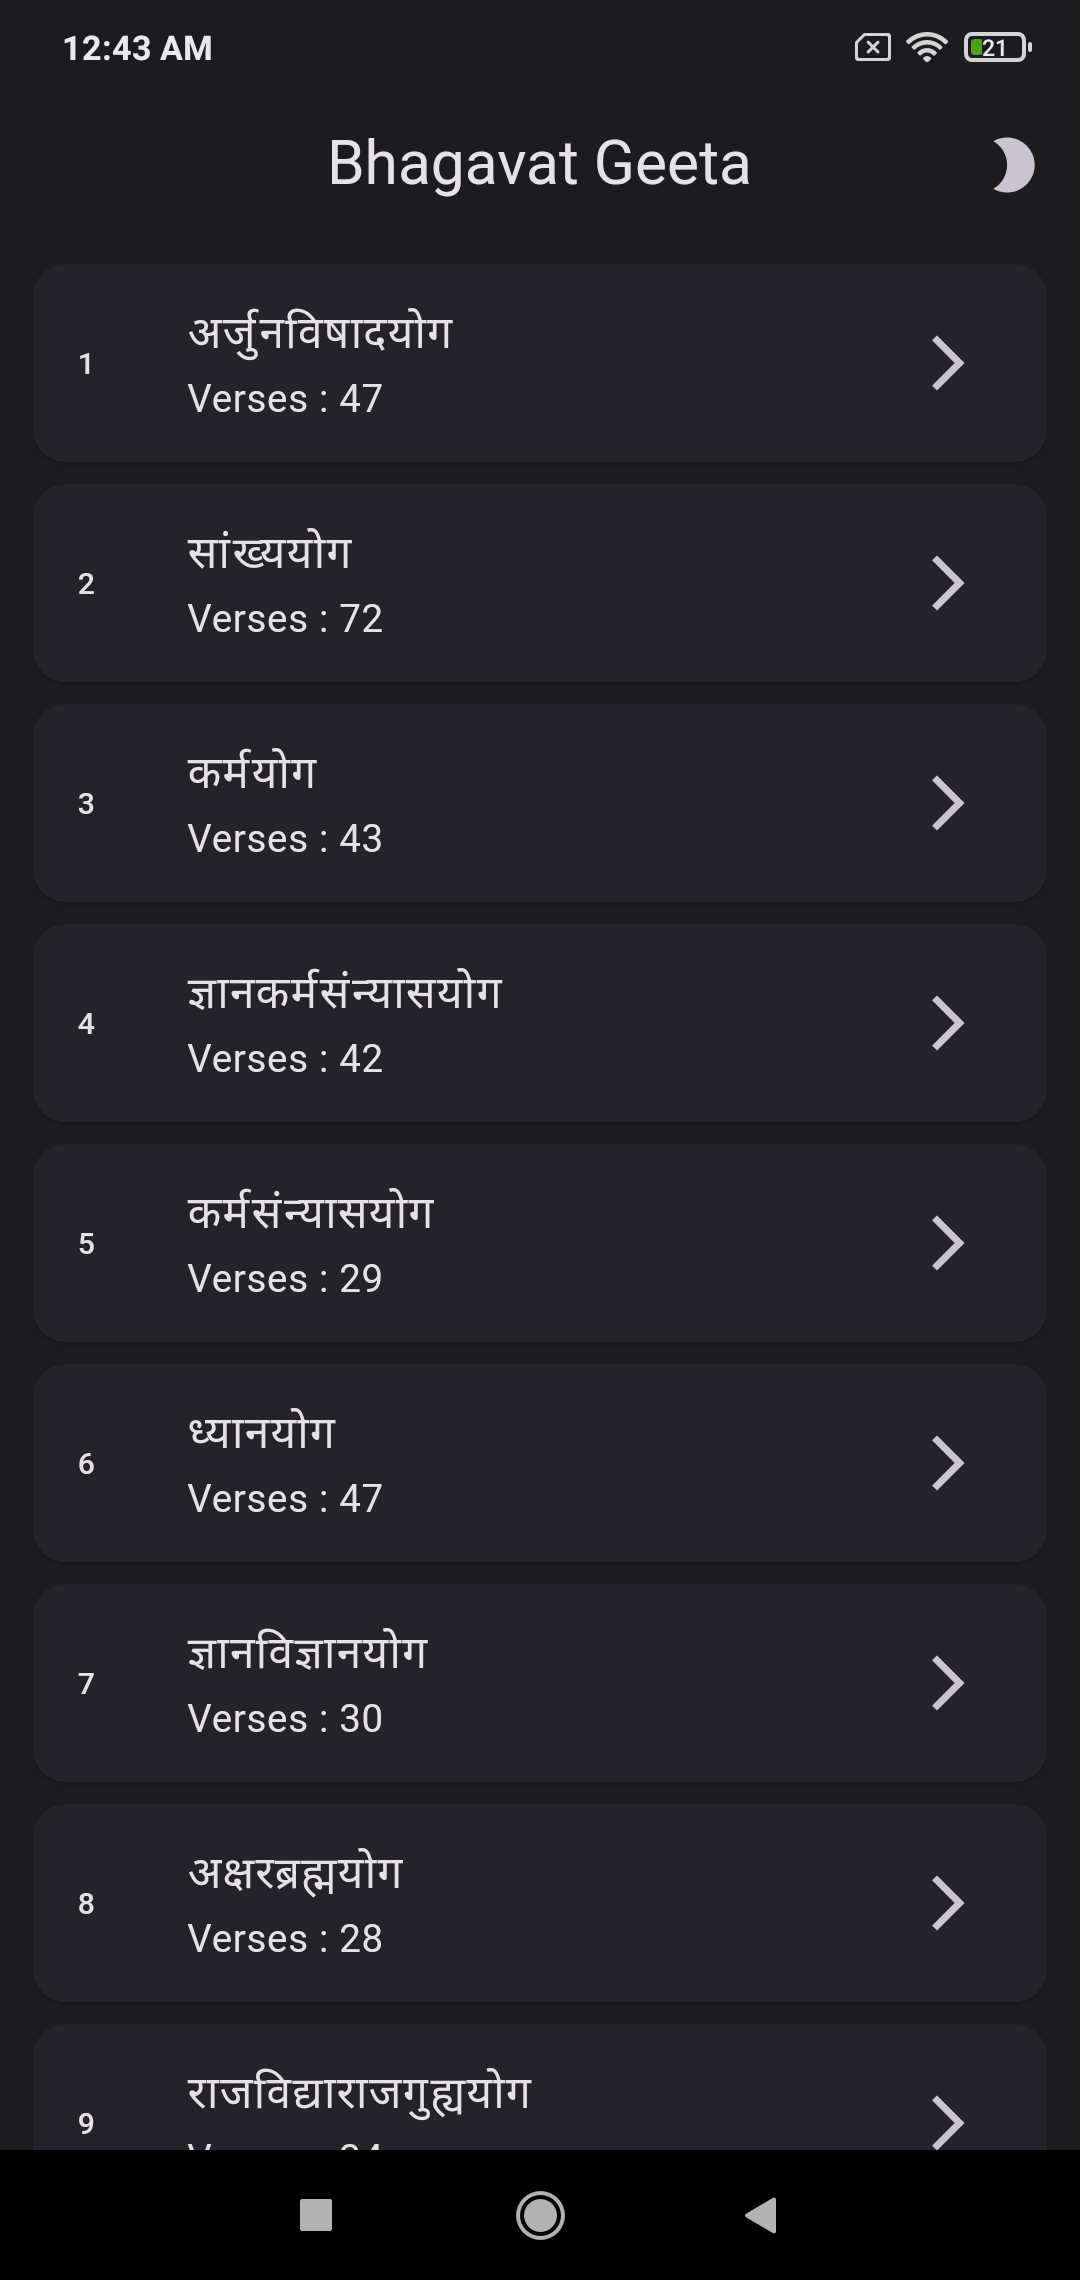 12:43 AM
21
Bhagavat Geeta
1
अर्जुनविषादयोग
Verses : 47
2
सांख्ययोग
Verses : 72
3
कर्मयोग
Verses : 43
4
ज्ञानकर्मसंन्यासयोग
Verses : 42
5
कर्मसंन्यासयोग
Verses : 29
6
ध्यानयोग
Verses : 47
7
ज्ञानविज्ञानयोग
Verses : 30
8
अक्षरब्रह्मयोग
Verses : 28
9
राजविद्याराजगुह्ययोग